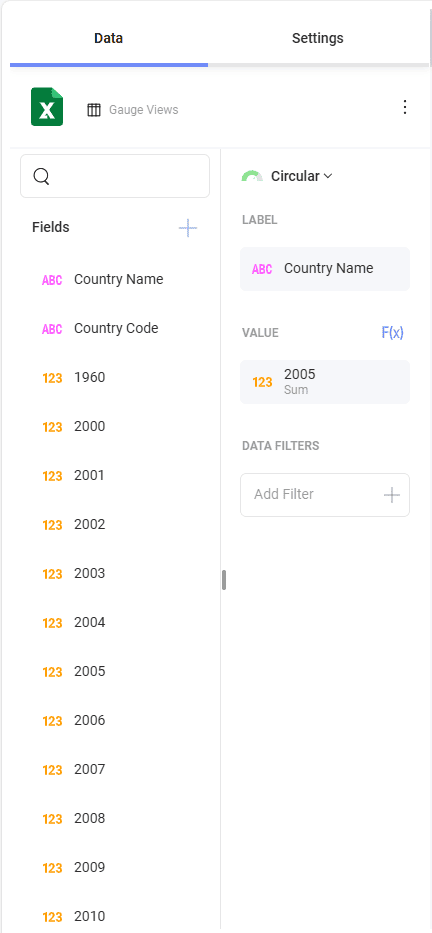 Data
Settings
X
Gauge Views
Fields
ABC Country Name
ABC Country Code
123 1960
123 2000
123 2001
123 2002
123 2003
123 2004
123 2005
123 2006
123 2007
123 2008
123 2009
123 2010
Circular
LABEL
ABC Country Name
VALUE F(x)
123 2005
Sum
DATA FILTERS
Add Filter